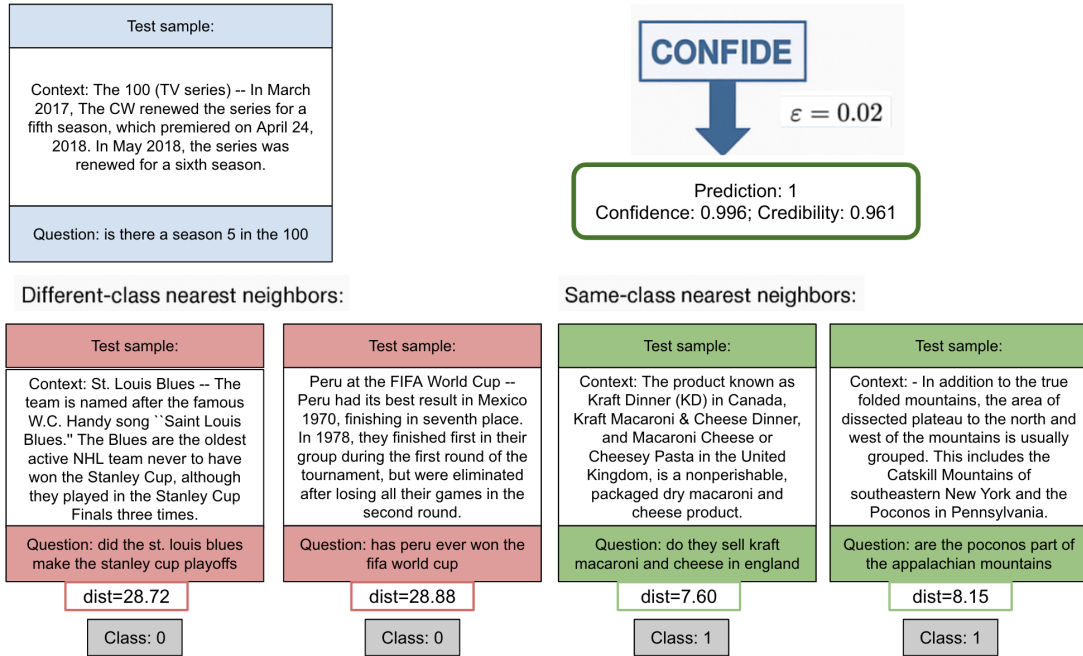 Test sample:
Context: The 100 (TV series) -- In March
2017, The CW renewed the series for a
fifth season, which premiered on April 24,
2018. In May 2018, the series was
renewed for a sixth season.
Question: is there a season 5 in the 100
CONFIDE
ε = 0.02
Prediction: 1
Confidence: 0.996; Credibility: 0.961
Different-class nearest neighbors:
Test sample:
Context: St. Louis Blues -- The
team is named after the famous
W.C. Handy song ``Saint Louis
Blues.'' The Blues are the oldest
active NHL team never to have
won the Stanley Cup, although
they played in the Stanley Cup
Finals three times.
Question: did the st. louis blues
make the stanley cup playoffs
dist=28.72
Class: 0
Test sample:
Peru at the FIFA World Cup --
Peru had its best result in Mexico
1970, finishing in seventh place.
In 1978, they finished first in their
group during the first round of the
tournament, but were eliminated
after losing all their games in the
second round.
Question: has peru ever won the
fifa world cup
dist=28.88
Class: 0
Same-class nearest neighbors:
Test sample:
Context: The product known as
Kraft Dinner (KD) in Canada,
Kraft Macaroni & Cheese Dinner,
and Macaroni Cheese or
Cheesey Pasta in the United
Kingdom, is a nonperishable,
packaged dry macaroni and
cheese product.
Question: do they sell kraft
macaroni and cheese in england
dist=7.60
Class: 1
Test sample:
Context: - In addition to the true
folded mountains, the area of
dissected plateau to the north and
west of the mountains is usually
grouped. This includes the
Catskill Mountains of
southeastern New York and the
Poconos in Pennsylvania.
Question: are the poconos part of
the appalachian mountains
dist=8.15
Class: 1